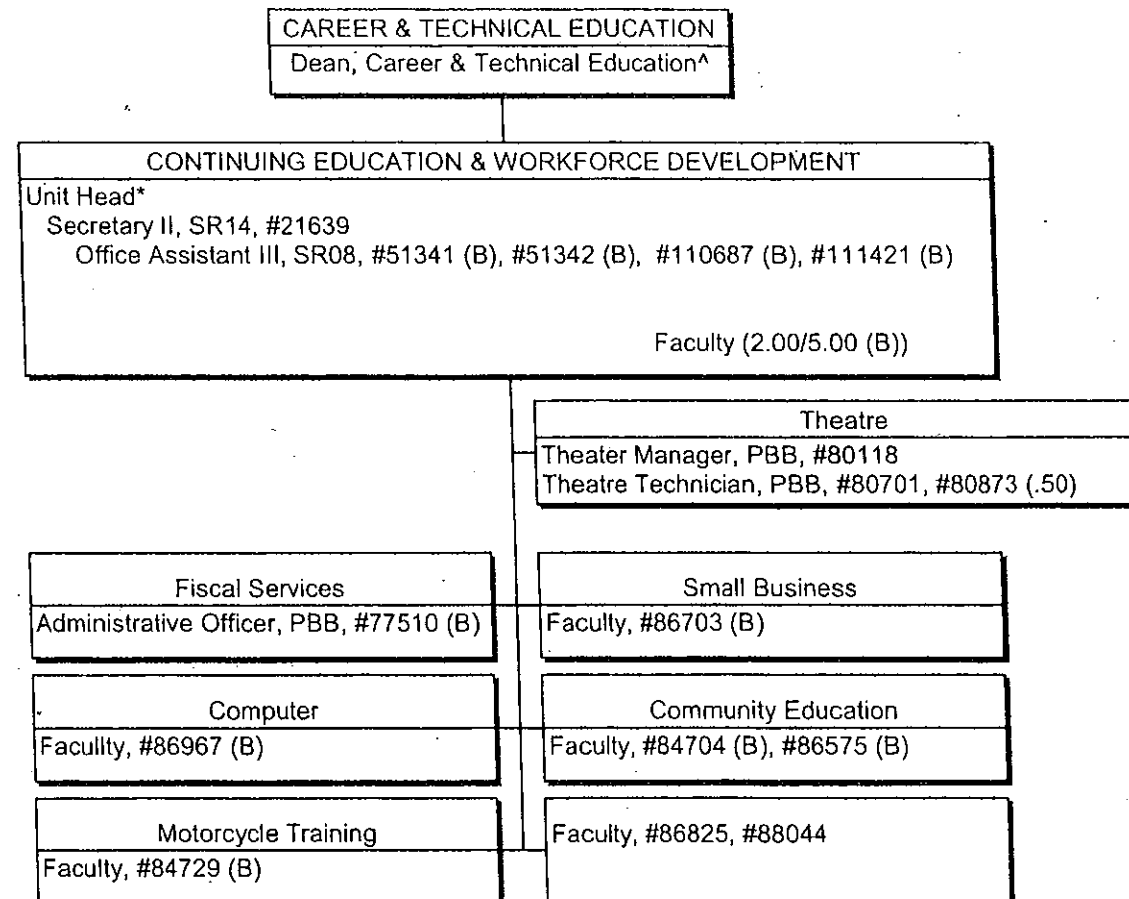 CAREER & TECHNICAL EDUCATION
Dean, Career & Technical Education^
CONTINUING EDUCATION & WORKFORCE DEVELOPMENT
Unit Head*
Secretary II, SR14, #21639
Office Assistant III, SR08, #51341 (B), #51342 (B), #110687 (B), #111421 (B)
Faculty (2.00/5.00 (B))
Theatre
Theater Manager, PBB, #80118
Theatre Technician, PBB, #80701, #80873 (.50)
Fiscal Services
Administrative Officer, PBB, #77510 (B)
Small Business
Faculty, #86703 (B)
Computer
Facullty, #86967 (B)
Community Education
Faculty, #84704 (B), #86575 (B)
Motorcycle Training
Faculty, #84729 (B)
Faculty, #86825, #88044